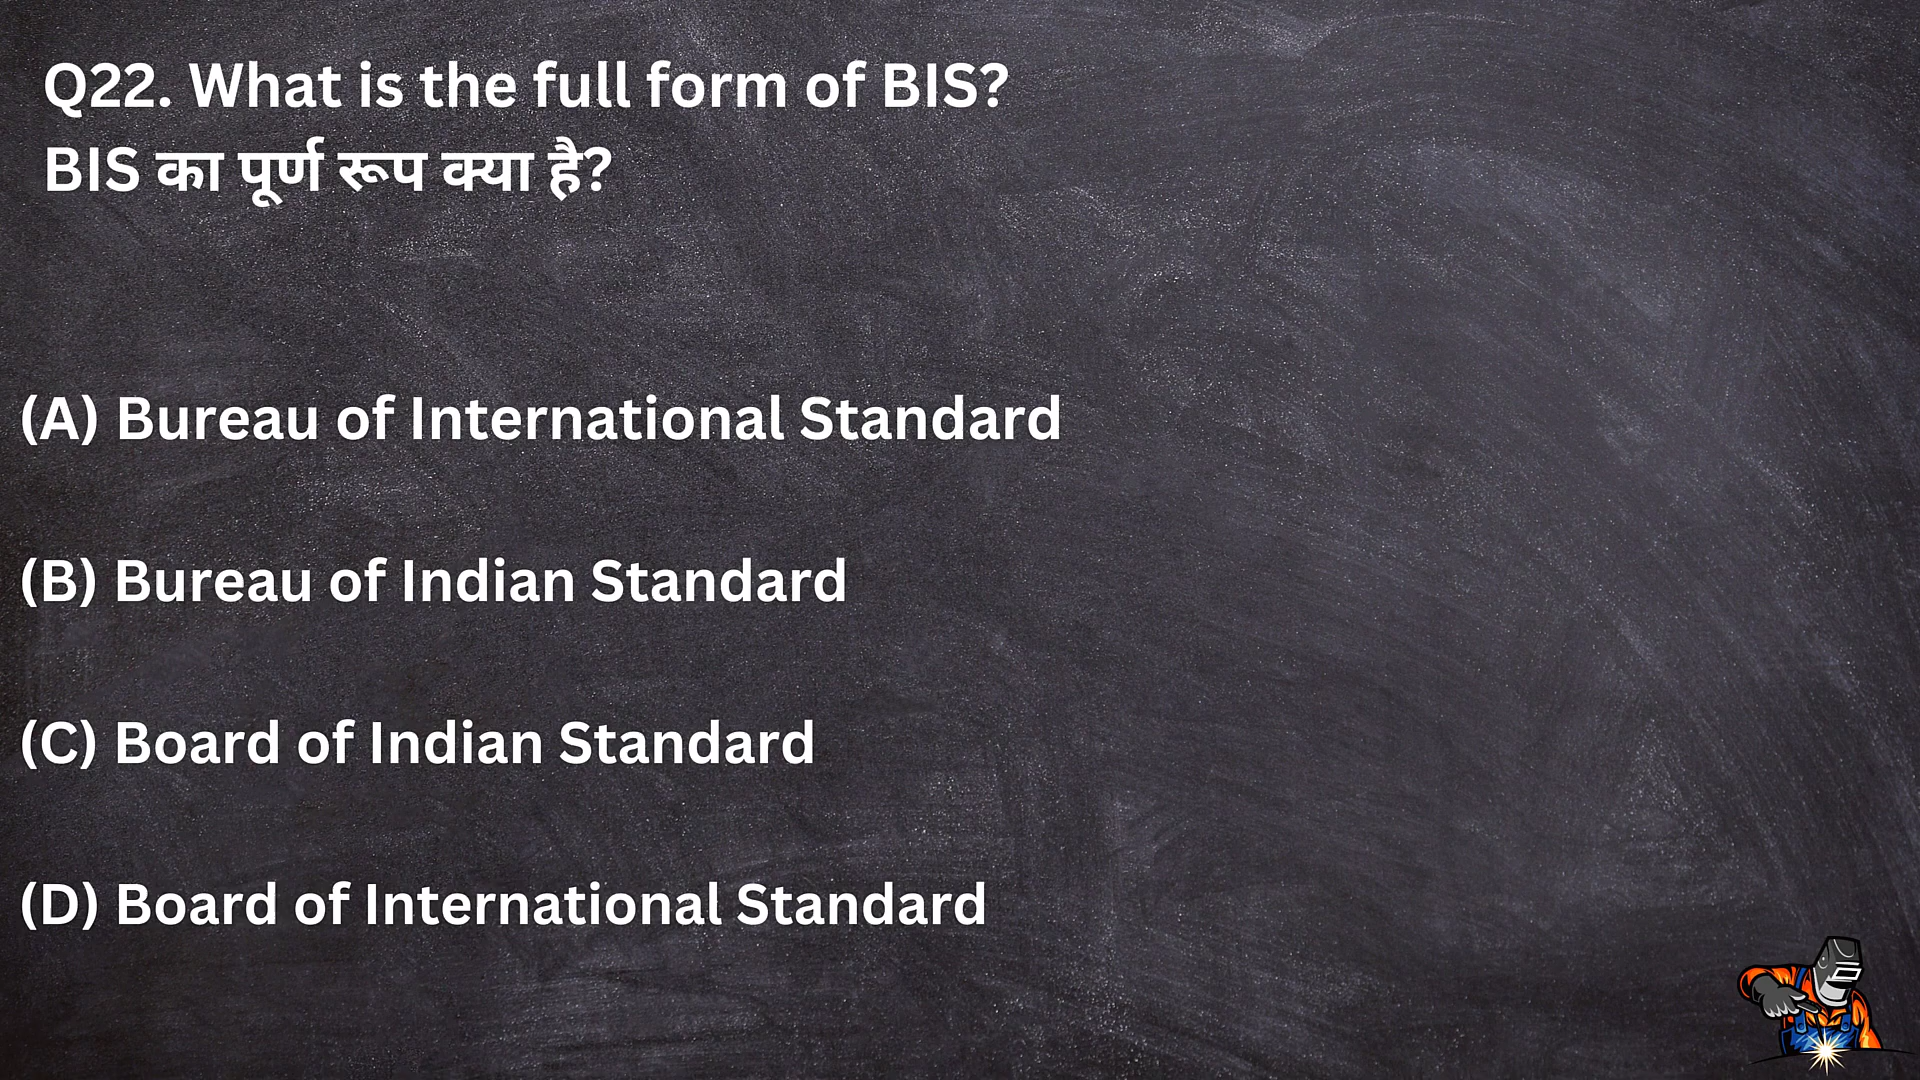 Q22. What is the full form of BIS?
BIS का पूर्ण रूप क्या है?
(A) Bureau of International Standard
(B) Bureau of Indian Standard
(C) Board of Indian Standard
(D) Board of International Standard